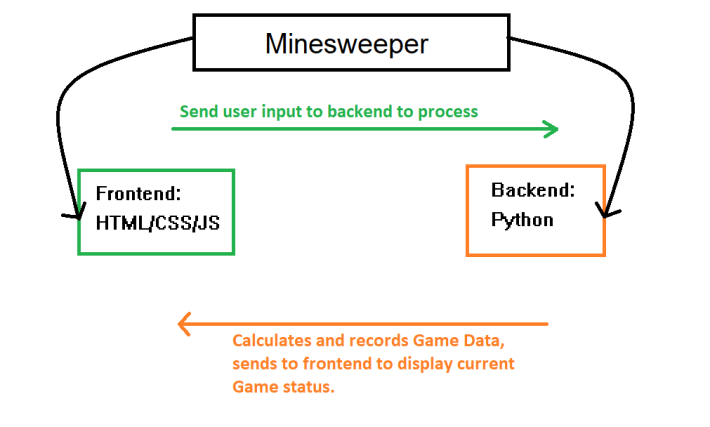 Minesweeper
Send user input to backend to process
Frontend:
HTML/CSS/JS
Backend:
Python
Calculates and records Game Data,
sends to frontend to display current
Game status.